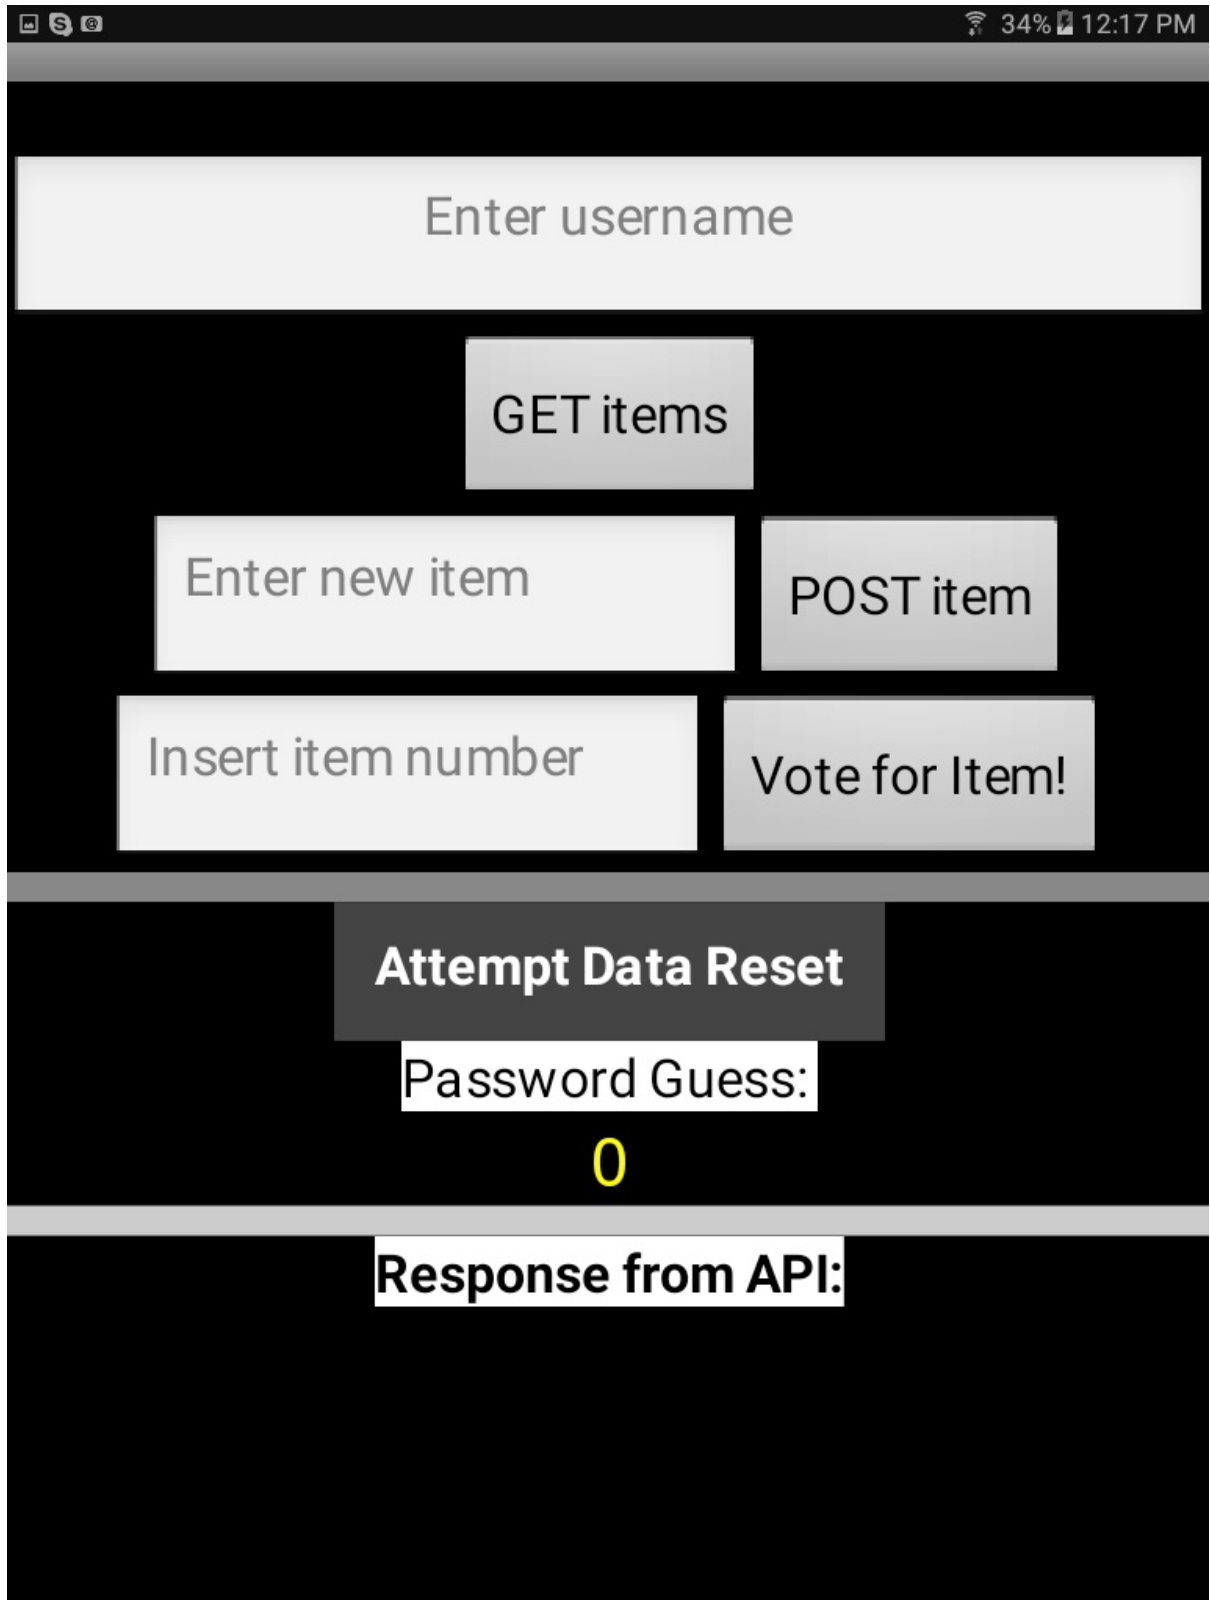 34% 12:17 PM
Enter username
GET items
Enter new item POST item
Insert item number Vote for Item!
Attempt Data Reset
Password Guess:
0
Response from API: